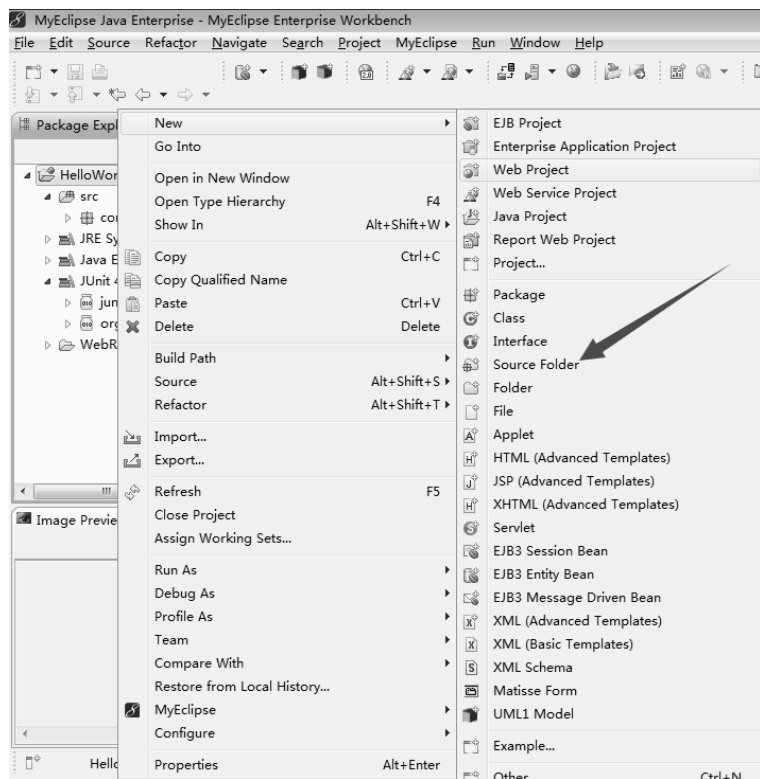 MyEclipse Java Enterprise - MyEclipse Enterprise Workbench
File Edit Source Refactor Navigate Search Project MyEclipse Run Window Help
Package Expl
HelloWor
src
con
JRE Sy
Java E
JUnit 4
jun
org
WebR
Image Previe
Hello
New
Go Into
Open in New Window
Open Type Hierarchy F4
Show In Alt+Shift+W
Copy Ctrl+C
Copy Qualified Name
Paste Ctrl+V
Delete Delete
Build Path
Source Alt+Shift+S
Refactor Alt+Shift+T
Import...
Export...
Refresh F5
Close Project
Assign Working Sets...
Run As
Debug As
Profile As
Team
Compare With
Restore from Local History...
MyEclipse
Configure
Properties Alt+Enter
EJB Project
Enterprise Application Project
Web Project
Web Service Project
Java Project
Report Web Project
Project...
Package
Class
Interface
Source Folder
Folder
File
Applet
HTML (Advanced Templates)
JSP (Advanced Templates)
XHTML (Advanced Templates)
Servlet
EJB3 Session Bean
EJB3 Entity Bean
EJB3 Message Driven Bean
XML (Advanced Templates)
XML (Basic Templates)
XML Schema
Matisse Form
UML1 Model
Example...
Other Ctrl+N